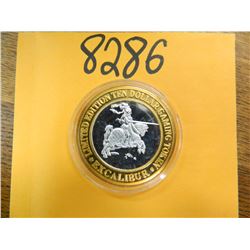 8286
LIMITED EDITION TEN DOLLAR GAMING TOKEN
EXCALIBUR